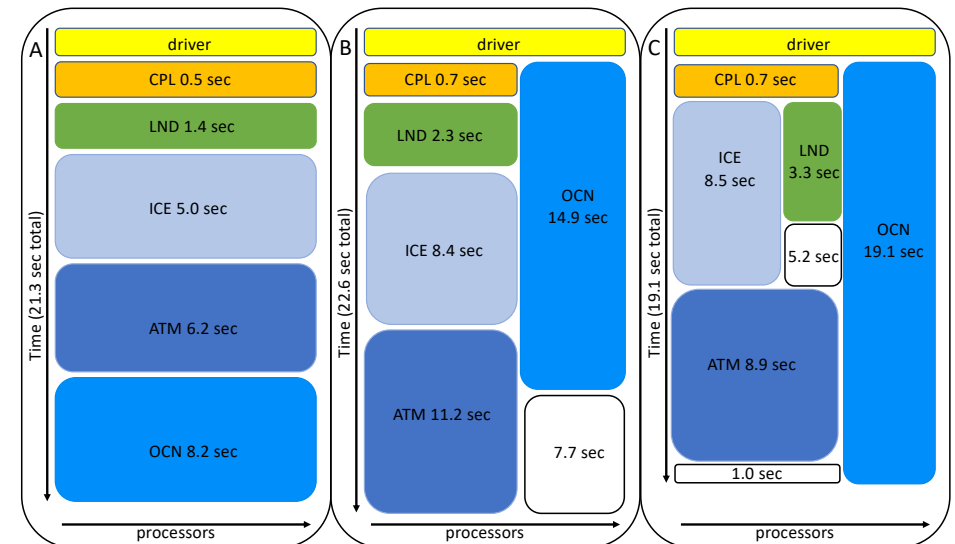 A
driver
CPL 0.5 sec
LND 1.4 sec
ICE 5.0 sec
ATM 6.2 sec
OCN 8.2 sec
Time (21.3 sec total)
processors
B
driver
CPL 0.7 sec
LND 2.3 sec
ICE 8.4 sec
ATM 11.2 sec
OCN
14.9 sec
7.7 sec
Time (22.6 sec total)
processors
C
driver
CPL 0.7 sec
ICE
8.5 sec
LND
3.3 sec
5.2 sec
ATM 8.9 sec
1.0 sec
OCN
19.1 sec
Time (19.1 sec total)
processors